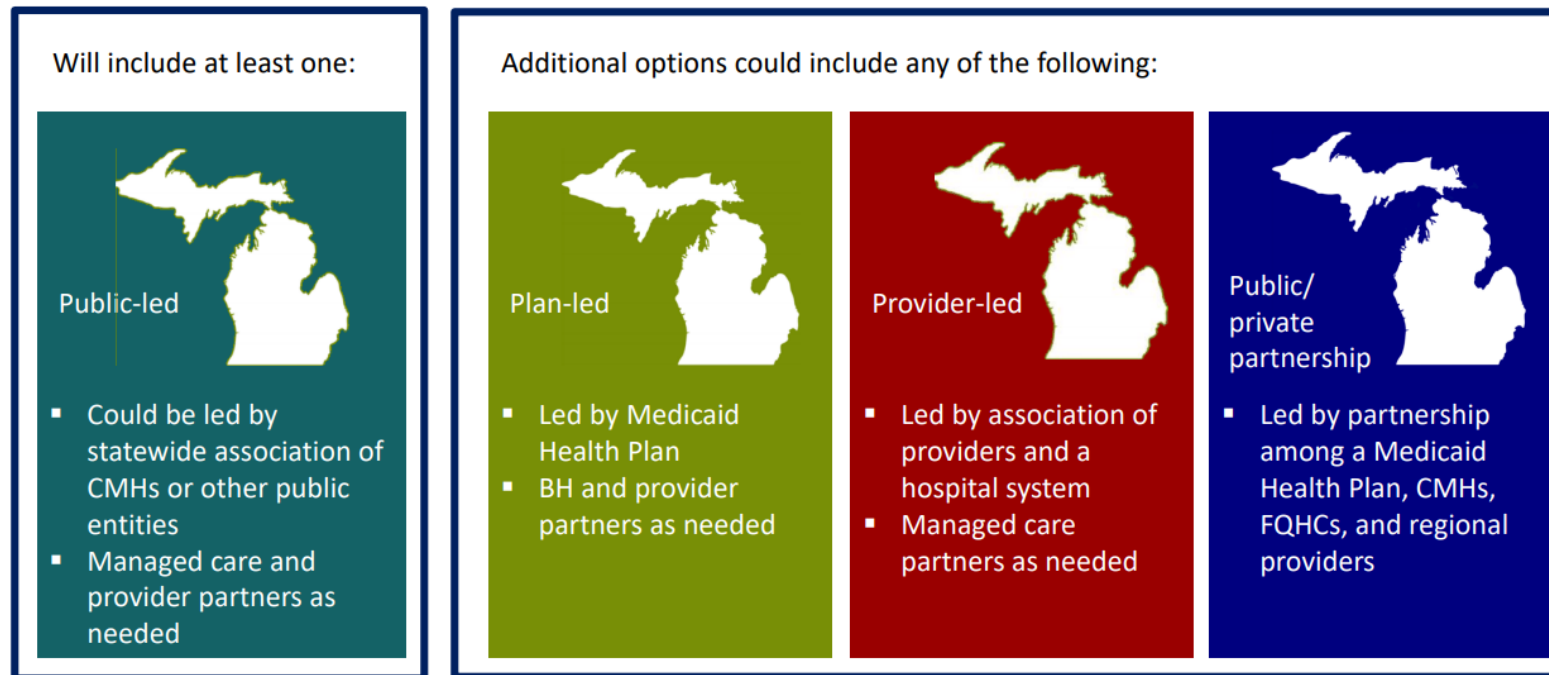 Will include at least one:
Public-led
▪ Could be led by
statewide association of
CMHs or other public
entities
▪ Managed care and
provider partners as
needed
Additional options could include any of the following:
Plan-led
▪ Led by Medicaid
Health Plan
▪ BH and provider
partners as needed
Provider-led
▪ Led by association of
providers and a
hospital system
▪ Managed care
partners as needed
Public/
private
partnership
▪ Led by partnership
among a Medicaid
Health Plan, CMHs,
FQHCs, and regional
providers